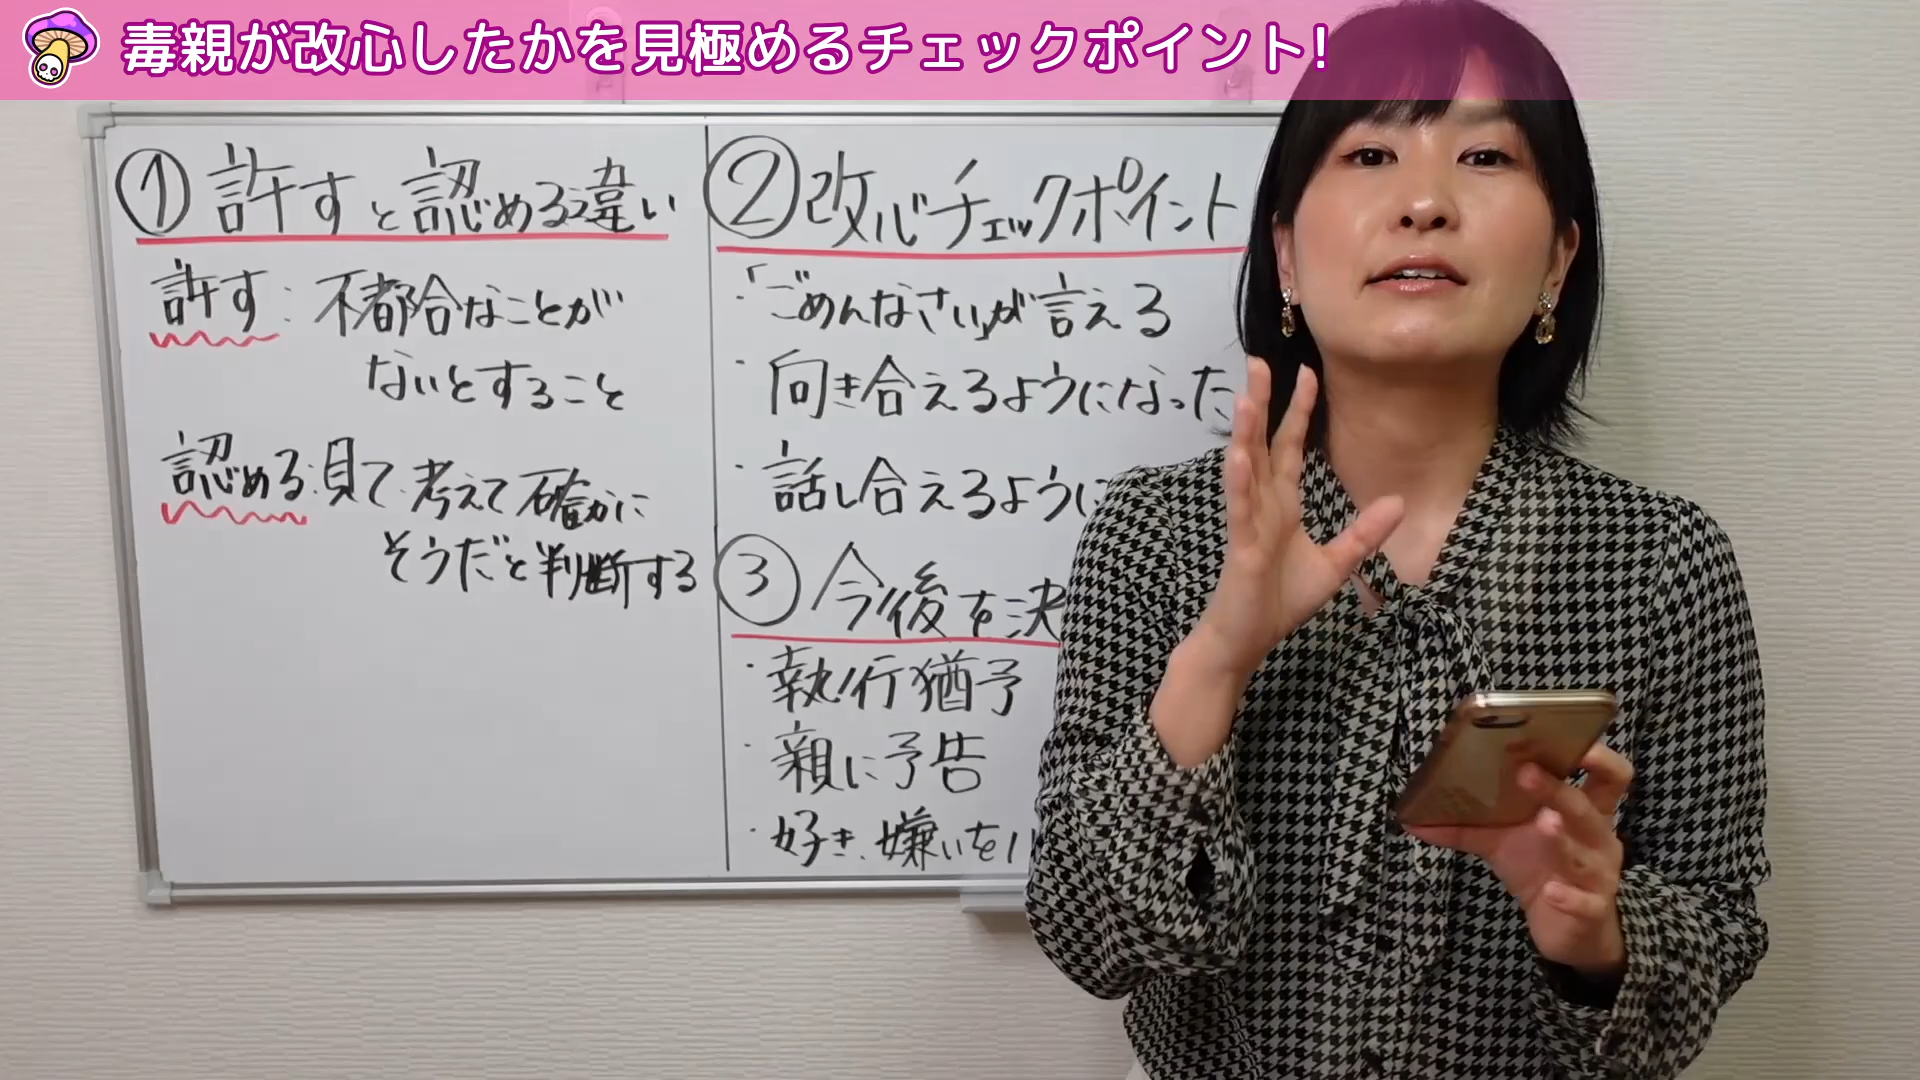 毒親が改心したかを見極めるチェックポイント!
① 許すと認める違い
許す：不都合なことが
ないとすること
認める：見て、考えて確かに
そうだと判断する
② 改心チェックポイント
・「ごめんなさい」が言える
・向き合えるようになった
・話し合えるように
③ 今後を決
・執行猶予
・親に予告
・好き、嫌いを